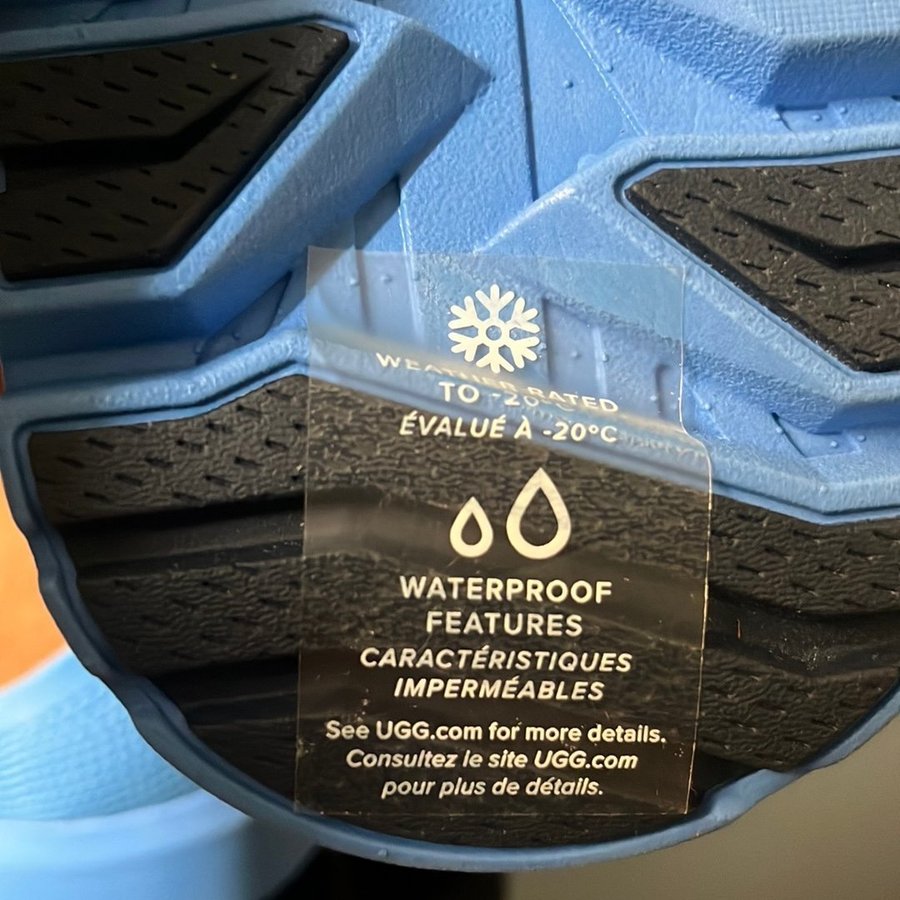 WEATHER RATED
TO -20°C
ÉVALUÉ À -20°C
WATERPROOF
FEATURES
CARACTÉRISTIQUES
IMPERMÉABLES
See UGG.com for more details.
Consultez le site UGG.com
pour plus de détails.